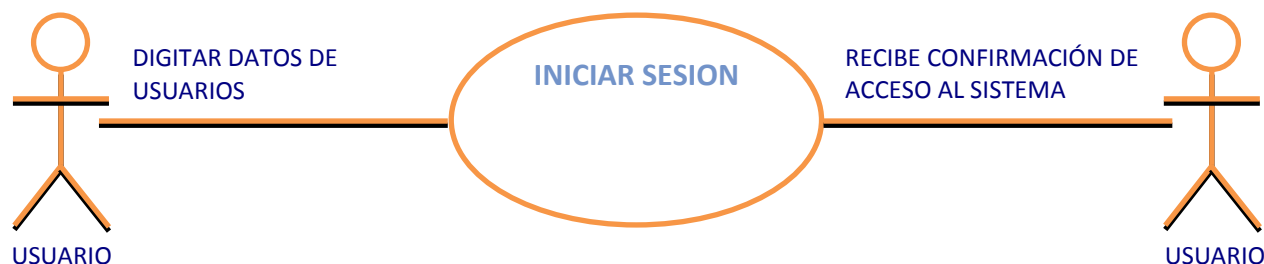 DIGITAR DATOS DE
USUARIOS
INICIAR SESION
RECIBE CONFIRMACIÓN DE
ACCESO AL SISTEMA
USUARIO
USUARIO